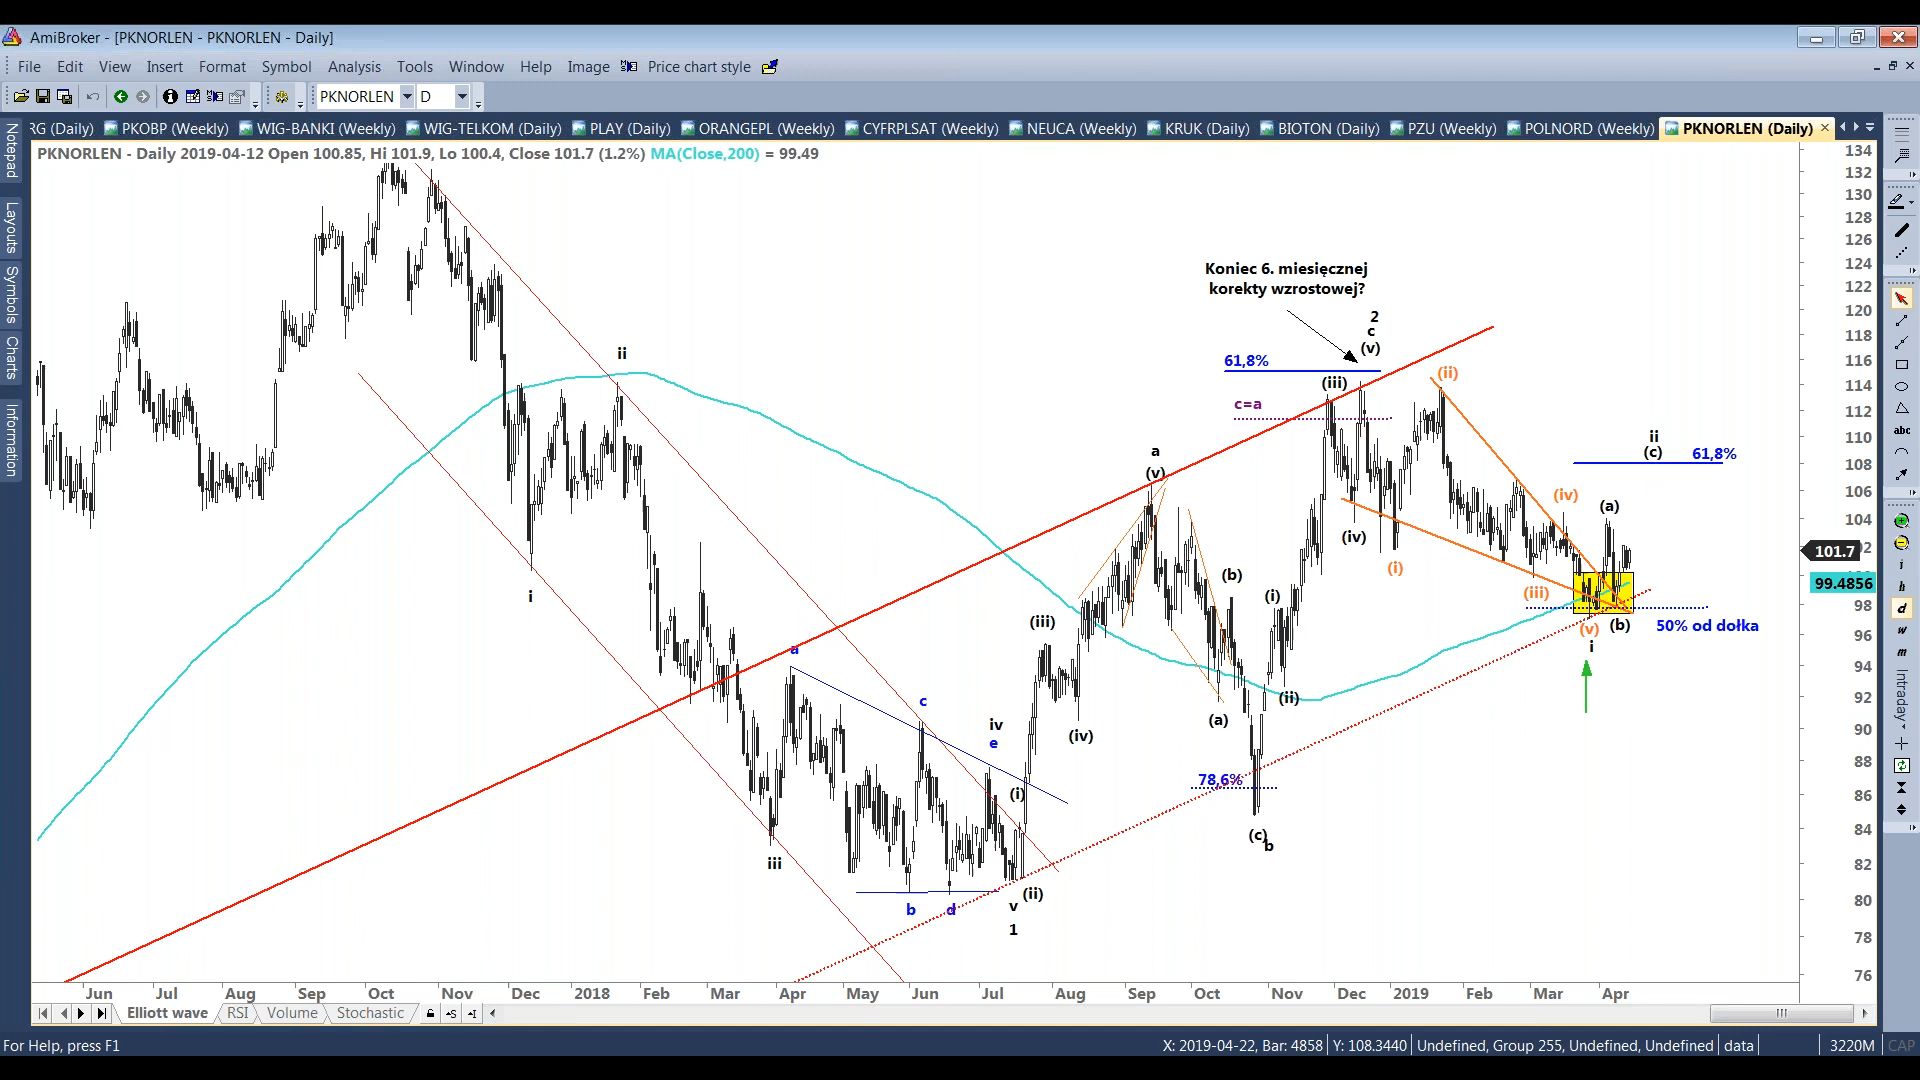 AmiBroker - [PKNORLEN - PKNORLEN - Daily]
File Edit View Insert Format Symbol Analysis Tools Window Help Image Price chart style
PKNORLEN D
RG (Daily) PKOBP (Weekly) WIG-BANKI (Weekly) WIG-TELKOM (Daily) PLAY (Daily) ORANGEPL (Weekly) CYFRPLSAT (Weekly) NEUCA (Weekly) KRUK (Daily) BIOTON (Daily) PZU (Weekly) POLNORD (Weekly) PKNORLEN (Daily)
PKNORLEN - Daily 2019-04-12 Open 100.85, Hi 101.9, Lo 100.4, Close 101.7 (1.2%) MA(Close,200) = 99.49
Notepad
Layouts
Symbols
Charts
Information
134
132
130
128
126
124
122
120
118
116
114
112
110
108
106
104
101.7
99.4856
98
96
94
92
90
88
86
84
82
80
78
76
Koniec 6. miesięcznej
korekty wzrostowej?
2
c
(v)
61,8%
(iii)
c=a
(ii)
ii
i
iii
a
b
c
d
iv
e
(i)
(ii)
v
1
(iii)
(iv)
a
(v)
(a)
(b)
78,6%
(c)
b
(i)
(ii)
(iv)
(i)
(iii)
(iv)
(a)
(v)
i
(b)
ii
(c)
61,8%
50% od dołka
abc
i
h
d
w
m
Intraday
Jun Jul Aug Sep Oct Nov Dec 2018 Feb Mar Apr May Jun Jul Aug Sep Oct Nov Dec 2019 Feb Mar Apr
Elliott wave RSI Volume Stochastic
For Help, press F1
X: 2019-04-22, Bar: 4858 Y: 108.3440 Undefined, Group 255, Undefined, Undefined data 3220M CAP